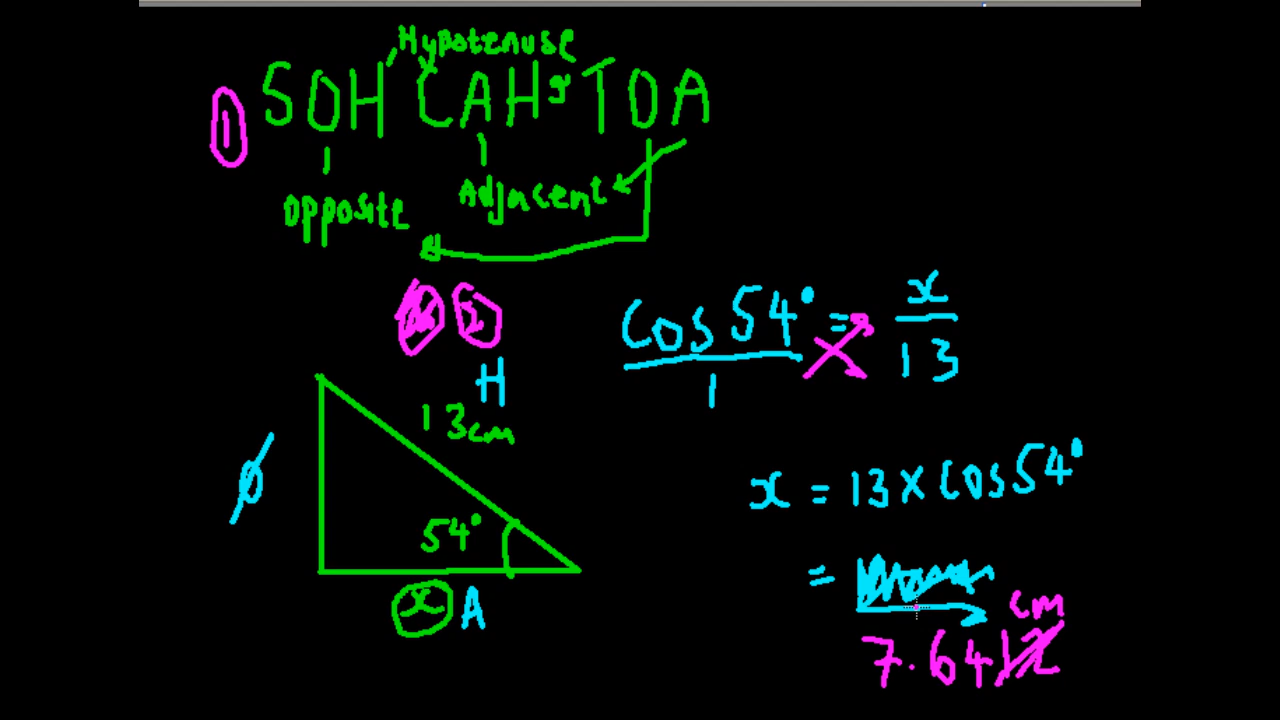 Hypotenuse
1 SOH CAH TOA
Opposite
Adjacent
2
H
13cm
O
54°
x A
Cos 54° = x
1 13
x = 13 × Cos 54°
=
7.641 cm